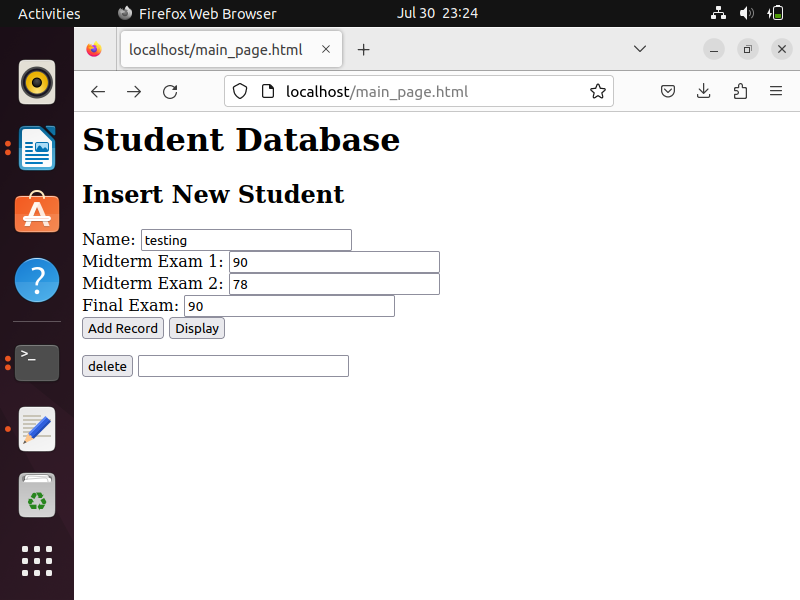 Activities Firefox Web Browser Jul 30 23:24
localhost/main_page.html
localhost/main_page.html
Student Database
Insert New Student
Name: testing
Midterm Exam 1: 90
Midterm Exam 2: 78
Final Exam: 90
Add Record Display
delete
>_